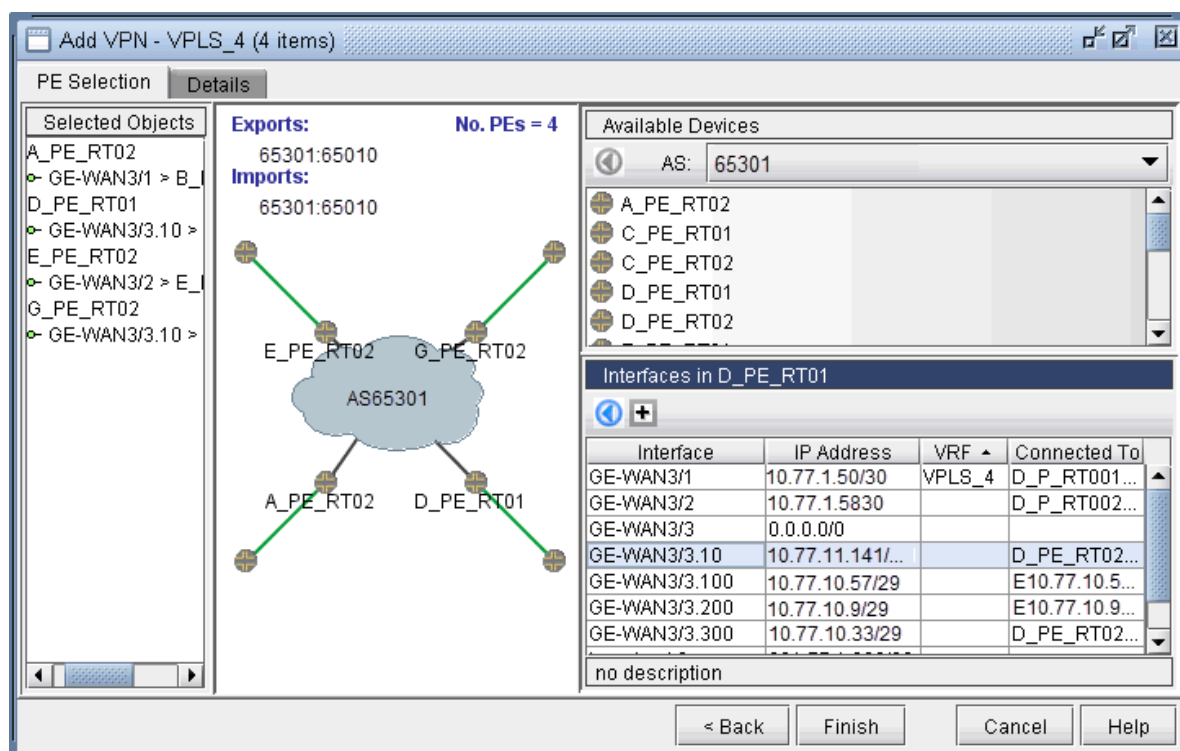 Add VPN - VPLS_4 (4 items)
PE Selection
Details
Selected Objects
A_PE_RT02
GE-WAN3/1 > B_
D_PE_RT01
GE-WAN3/3.10 >
E_PE_RT02
GE-WAN3/2 > E_
G_PE_RT02
GE-WAN3/3.10 >
Exports: No. PEs = 4
65301:65010
Imports:
65301:65010
E_PE_RT02 G_PE_RT02
AS65301
A_PE_RT02 D_PE_RT01
Available Devices
AS: 65301
A_PE_RT02
C_PE_RT01
C_PE_RT02
D_PE_RT01
D_PE_RT02
Interfaces in D_PE_RT01
Interface IP Address VRF Connected To
GE-WAN3/1 10.77.1.50/30 VPLS_4 D_P_RT001...
GE-WAN3/2 10.77.1.5830 D_P_RT002...
GE-WAN3/3 0.0.0.0/0
GE-WAN3/3.10 10.77.11.141/... D_PE_RT02...
GE-WAN3/3.100 10.77.10.57/29 E10.77.10.5...
GE-WAN3/3.200 10.77.10.9/29 E10.77.10.9...
GE-WAN3/3.300 10.77.10.33/29 D_PE_RT02...
no description
< Back Finish Cancel Help